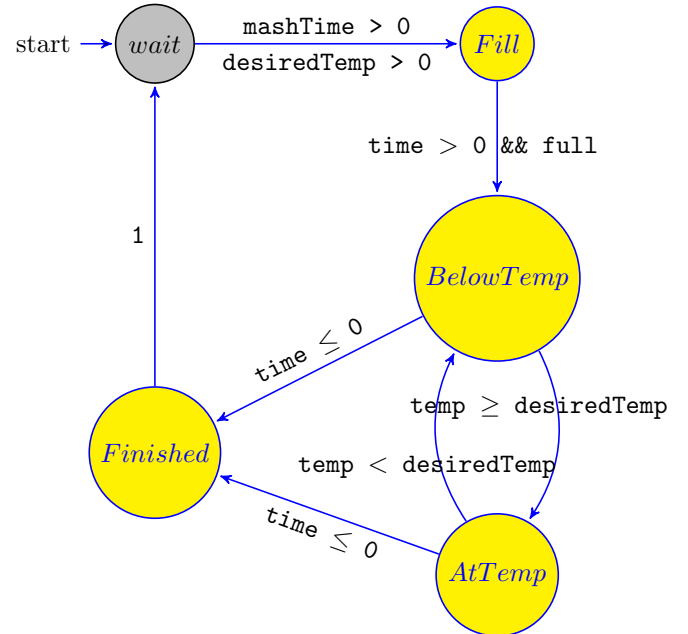 start
wait
mashTime > 0
desiredTemp > 0
Fill
time > 0 && full
BelowTemp
1
time ≤ 0
temp ≥ desiredTemp
Finished
temp < desiredTemp
time ≤ 0
AtTemp